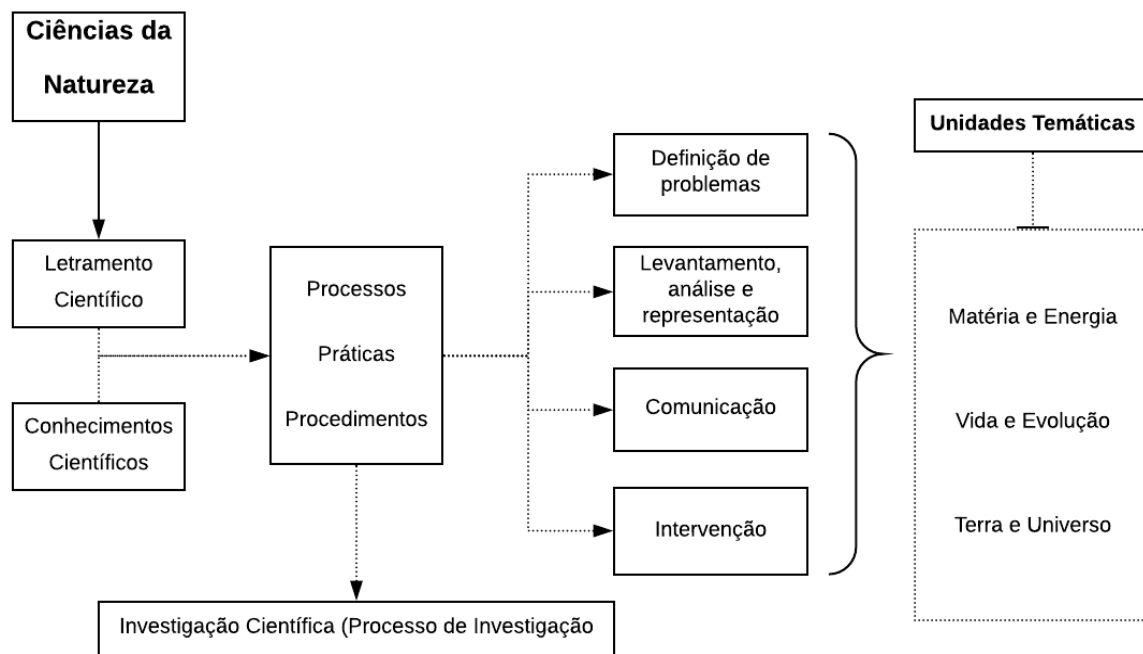 Ciências da
Natureza
Letramento
Científico
Conhecimentos
Científicos
Processos
Práticas
Procedimentos
Investigação Científica (Processo de Investigação
Definição de
problemas
Levantamento,
análise e
representação
Comunicação
Intervenção
Unidades Temáticas
Matéria e Energia
Vida e Evolução
Terra e Universo